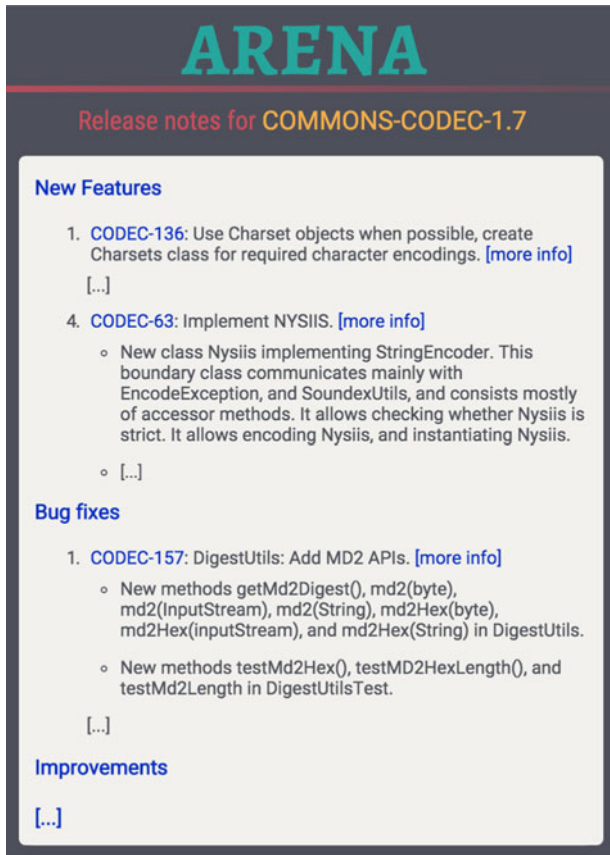 ARENA
Release notes for COMMONS-CODEC-1.7
New Features
1. CODEC-136: Use Charset objects when possible, create
Charsets class for required character encodings. [more info]
[...]
4. CODEC-63: Implement NYSIIS. [more info]
◦ New class Nysiis implementing StringEncoder. This
boundary class communicates mainly with
EncodeException, and SoundexUtils, and consists mostly
of accessor methods. It allows checking whether Nysiis is
strict. It allows encoding Nysiis, and instantiating Nysiis.
◦ [...]
Bug fixes
1. CODEC-157: DigestUtils: Add MD2 APIs. [more info]
◦ New methods getMd2Digest(), md2(byte),
md2(InputStream), md2(String), md2Hex(byte),
md2Hex(inputStream), and md2Hex(String) in DigestUtils.
◦ New methods testMd2Hex(), testMD2HexLength(), and
testMd2Length in DigestUtilsTest.
[...]
Improvements
[...]